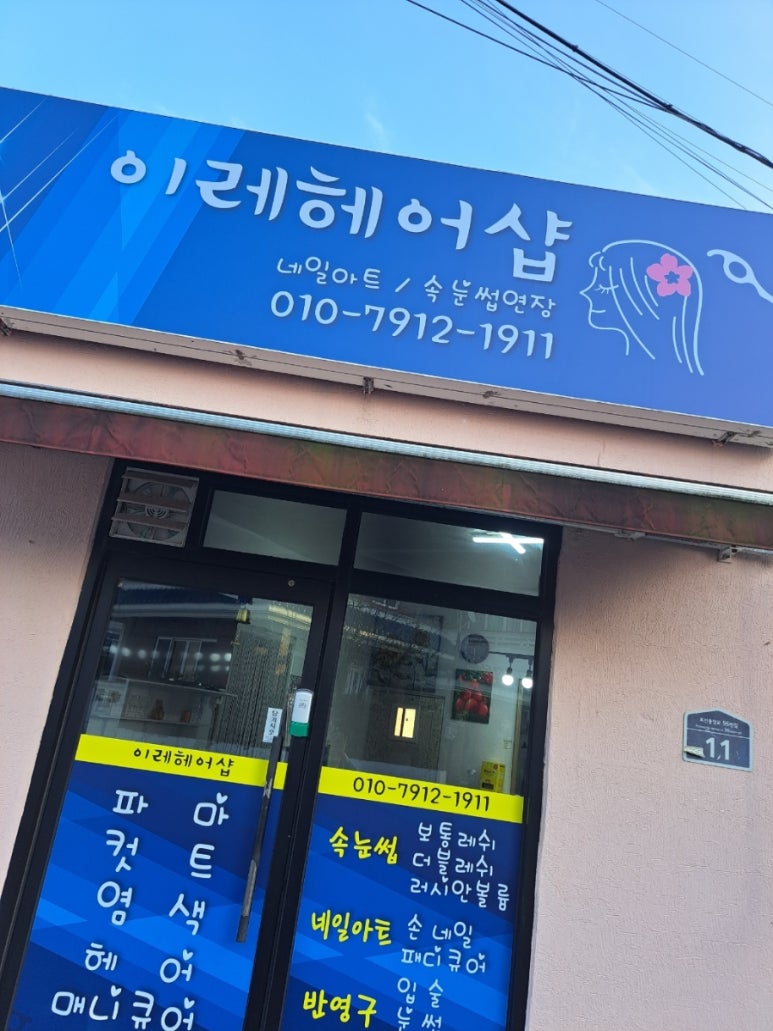 이레헤어샵
네일아트 / 속눈썹연장
010-7912-1911
이레헤어샵
파마
컷트
염색
헤어
매니큐어
010-7912-1911
속눈썹 보통레쉬
더블레쉬
러시안볼륨
네일아트 손 네일
패디큐어
반영구 입술
눈썹
11